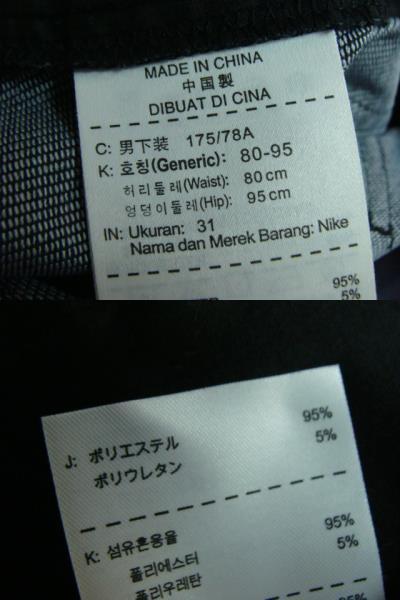 MADE IN CHINA
中国製
DIBUAT DI CINA
C: 男下装 175/78A
K: 호칭(Generic): 80-95
허리둘레(Waist): 80cm
엉덩이둘레(Hip): 95cm
IN: Ukuran: 31
Nama dan Merek Barang: Nike
95%
5%
J: ポリエステル 95%
ポリウレタン 5%
K: 섬유혼용율
폴리에스터 95%
폴리우레탄 5%
95%